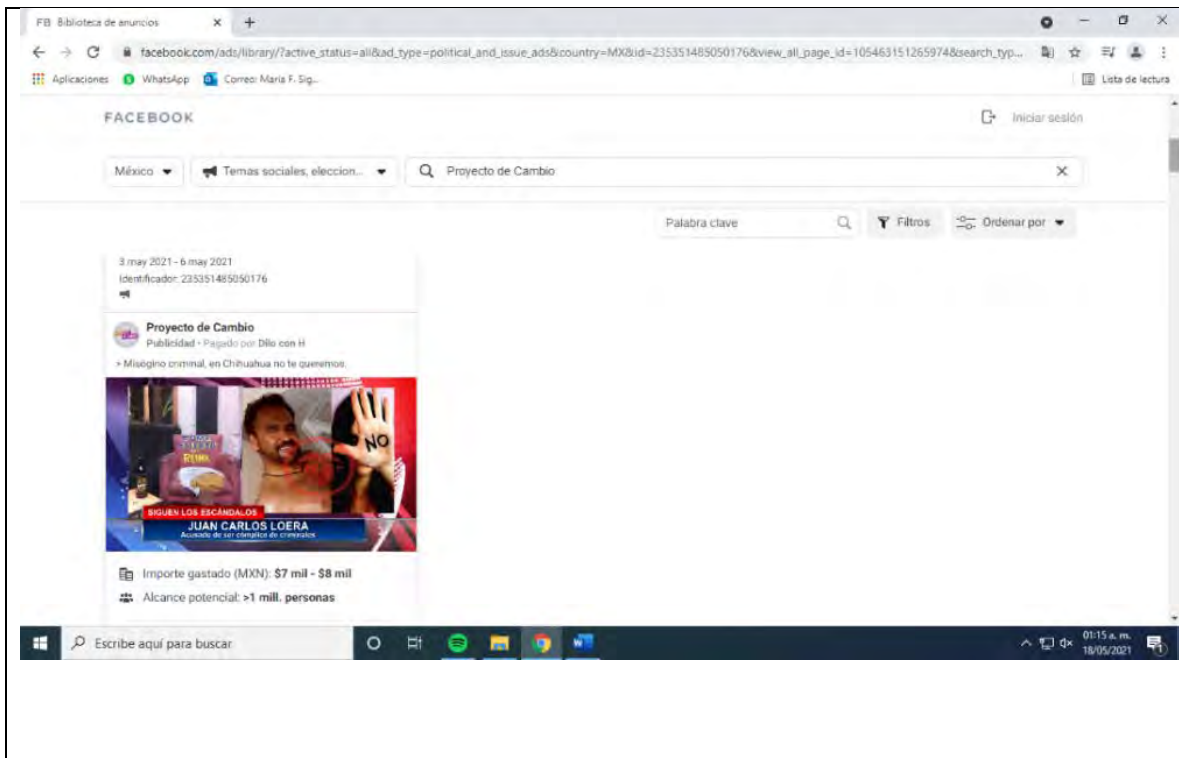 FB Biblioteca de anuncios
facebook.com/ads/library/?active_status=all&ad_type=political_and_issue_ads&country=MX&id=235351485050176&view_all_page_id=105463151265974&search_typ...
Aplicaciones WhatsApp Correo: María F. Sig... Lista de lectura
FACEBOOK Iniciar sesión
México Temas sociales, eleccion... Proyecto de Cambio
Palabra clave Filtros Ordenar por
3 may 2021 - 6 may 2021
Identificador: 235351485050176
Proyecto de Cambio
Publicidad • Pagado por Dilo con H
Misógino criminal, en Chihuahua no te queremos.
REINA
NO
SIGUEN LOS ESCÁNDALOS
JUAN CARLOS LOERA
Acusado de ser cómplice de criminales
Importe gastado (MXN): $7 mil - $8 mil
Alcance potencial: >1 mill. personas
Escribe aquí para buscar
01:15 a. m.
18/05/2021